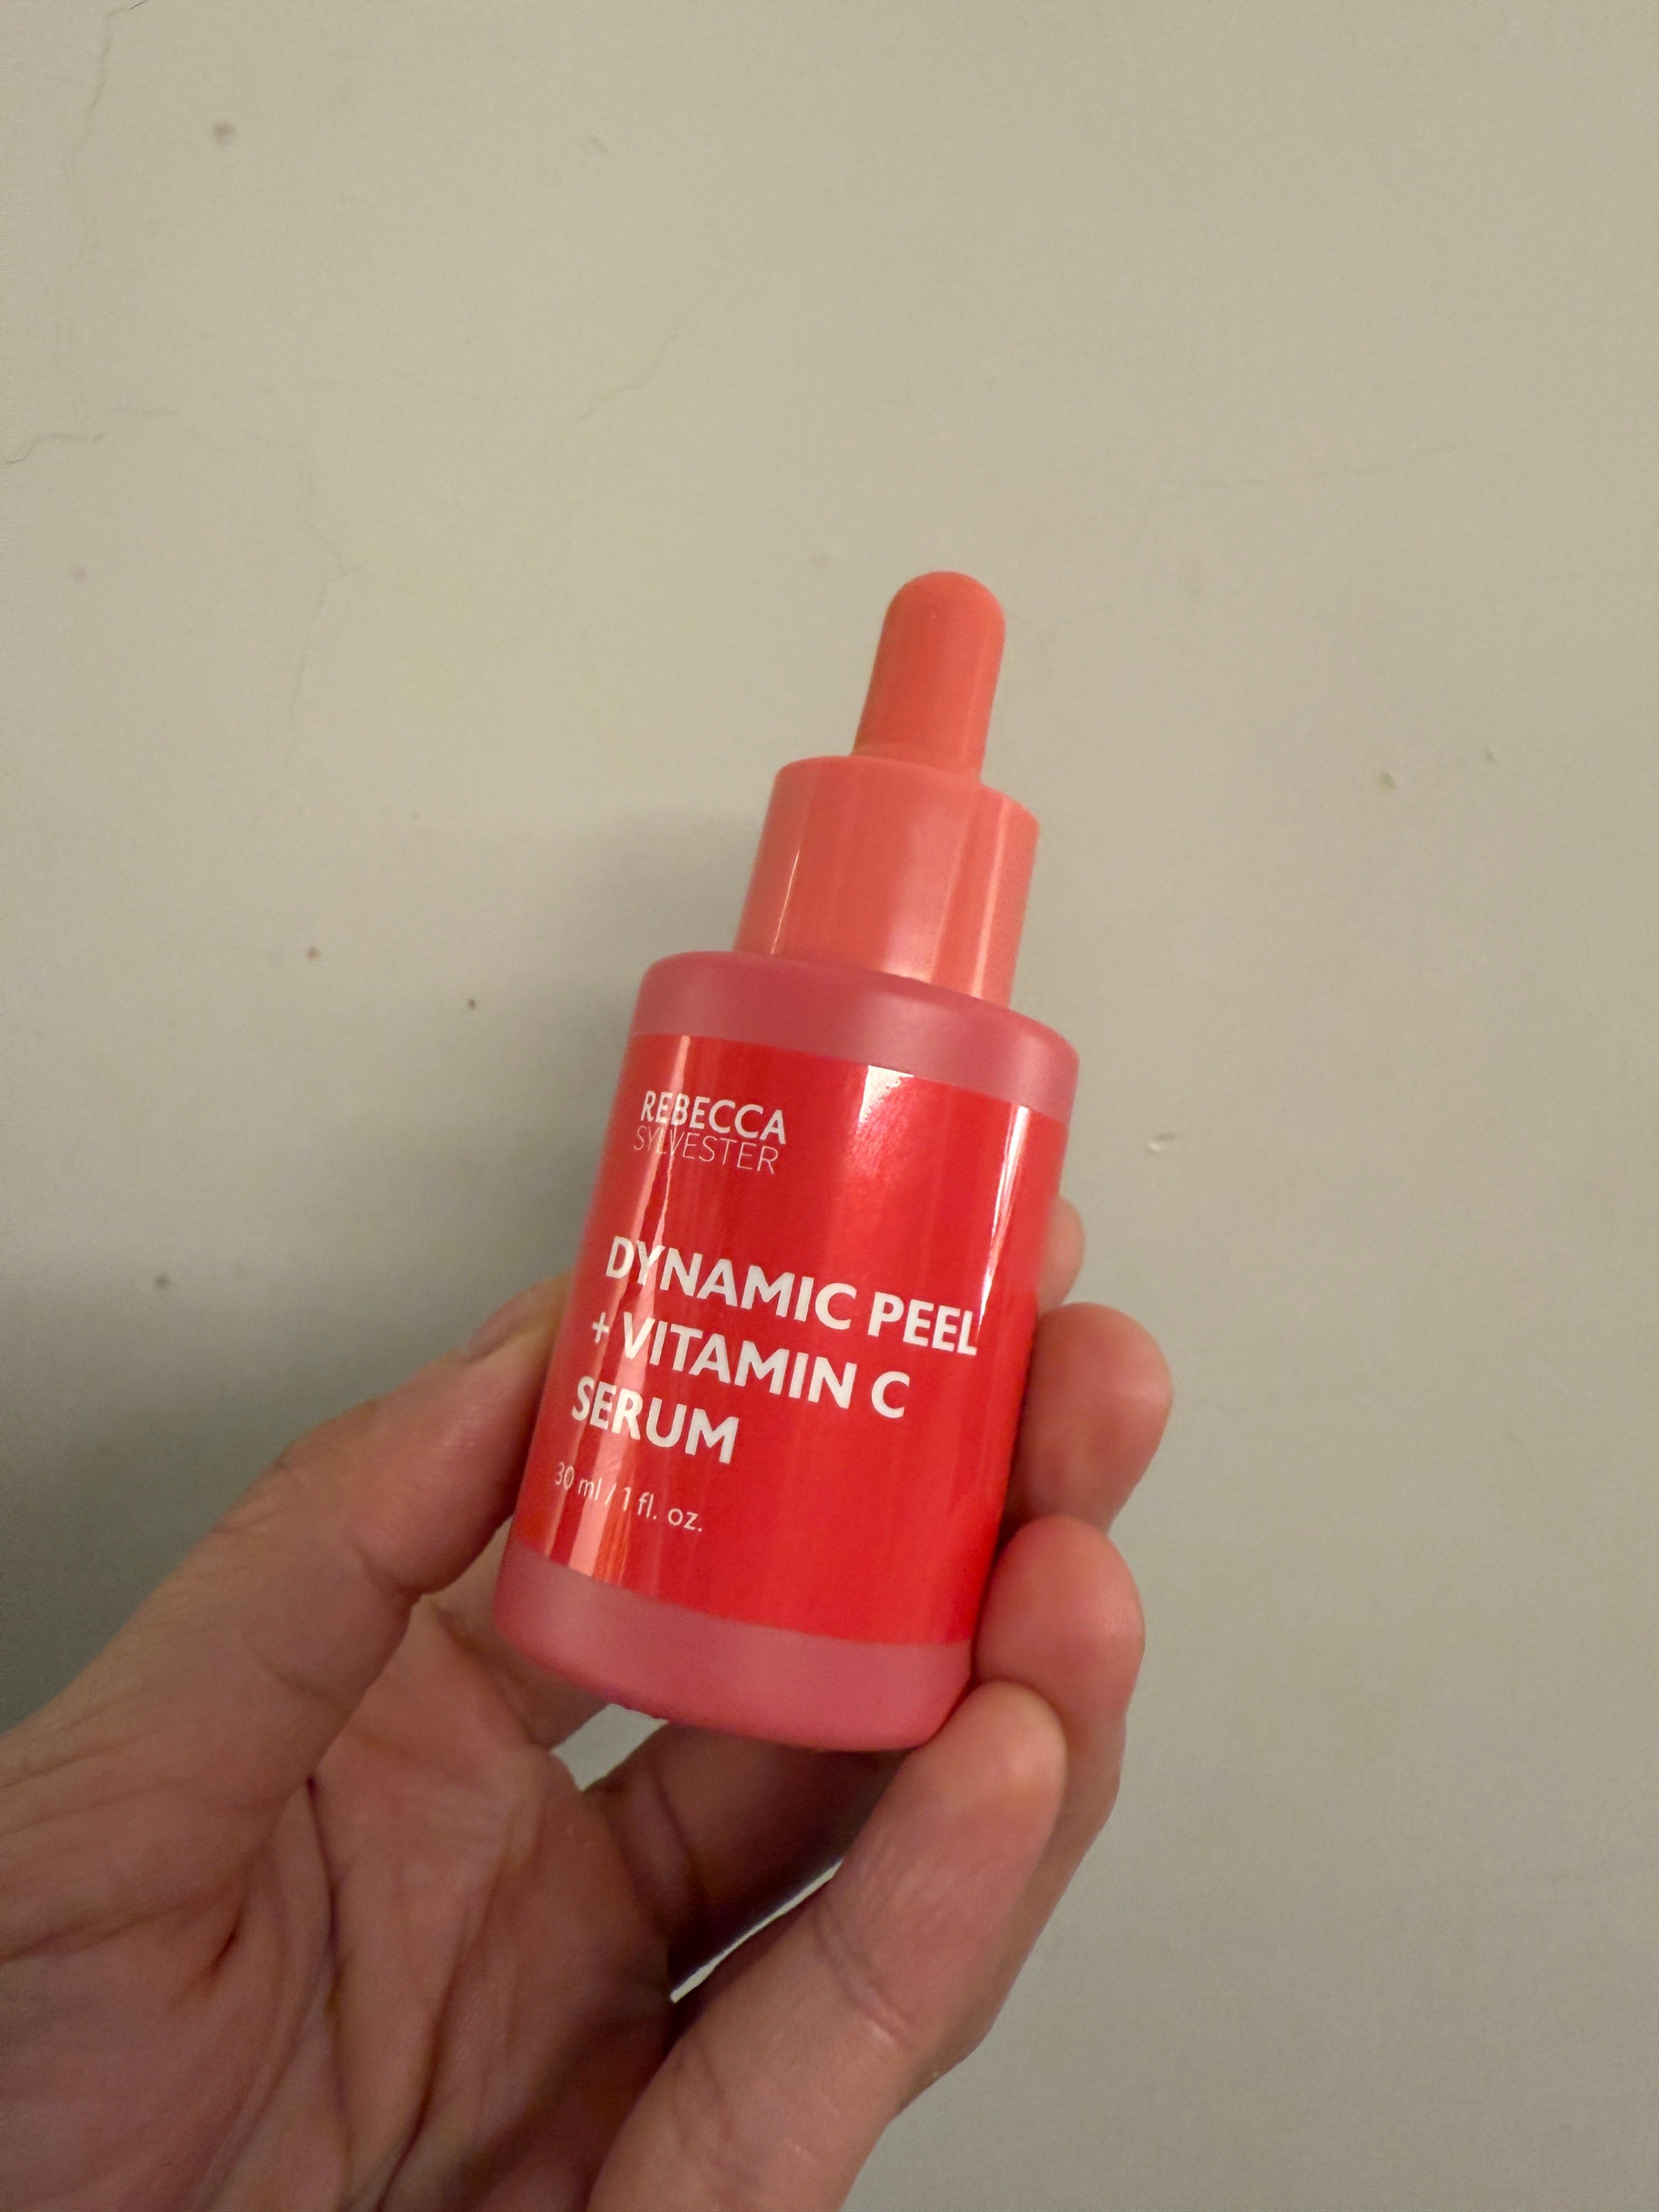 REBECCA
SYLVESTER
DYNAMIC PEEL
+ VITAMIN C
SERUM
30 ml / 1 fl. oz.